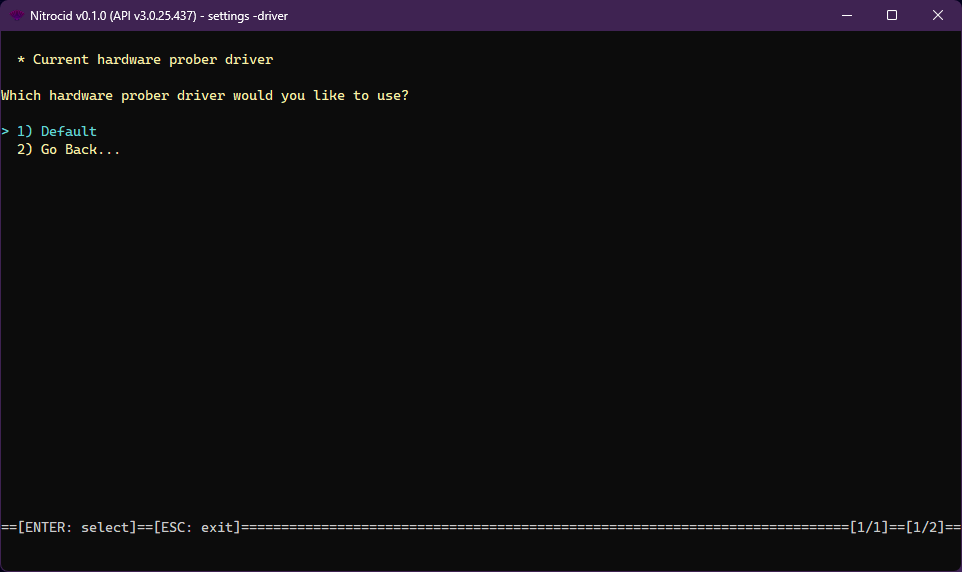 Nitrocid v0.1.0 (API v3.0.25.437) - settings -driver
* Current hardware prober driver
Which hardware prober driver would you like to use?
> 1) Default
2) Go Back...
==[ENTER: select]==[ESC: exit]============================================================================[1/1]==[1/2]==